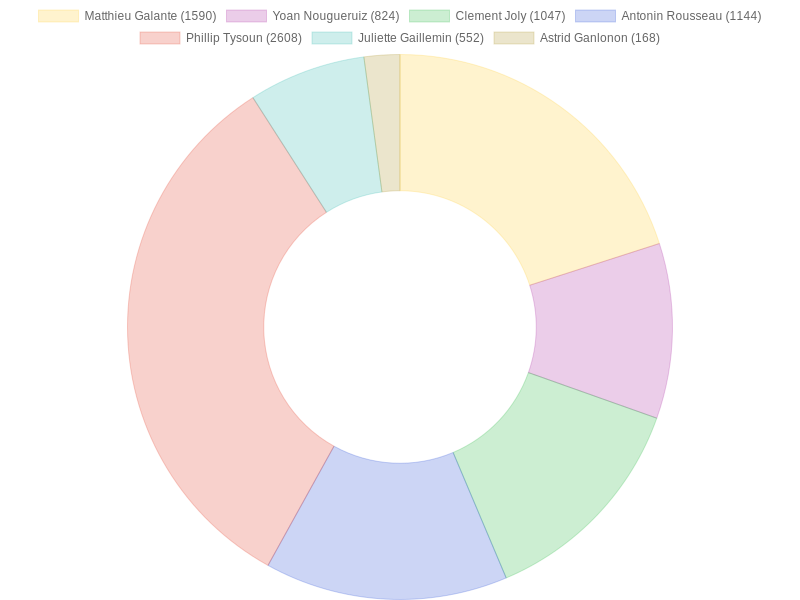 Matthieu Galante (1590) Yoan Nougueruiz (824) Clement Joly (1047) Antonin Rousseau (1144)
Phillip Tysoun (2608) Juliette Gaillemin (552) Astrid Ganlonon (168)